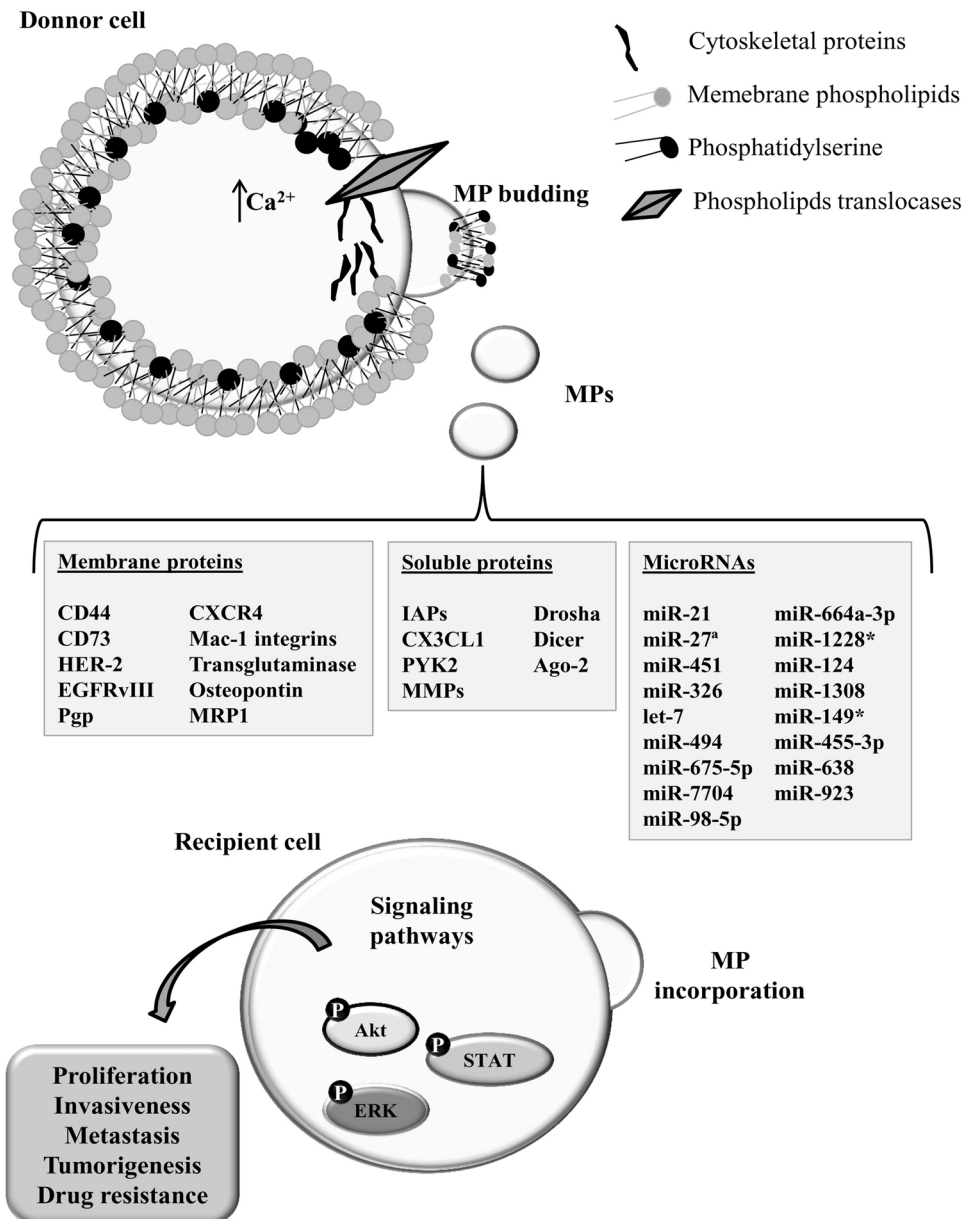 Donnor cell
Cytoskeletal proteins
Memebrane phospholipids
Phosphatidylserine
Phospholipds translocases
↑Ca²⁺
MP budding
MPs
Membrane proteins
CD44 CXCR4
CD73 Mac-1 integrins
HER-2 Transglutaminase
EGFRvIII Osteopontin
Pgp MRP1
Soluble proteins
IAPs Drosha
CX3CL1 Dicer
PYK2 Ago-2
MMPs
MicroRNAs
miR-21 miR-664a-3p
miR-27ª miR-1228*
miR-451 miR-124
miR-326 miR-1308
let-7 miR-149*
miR-494 miR-455-3p
miR-675-5p miR-638
miR-7704 miR-923
miR-98-5p
Recipient cell
Signaling
pathways
MP
incorporation
P
Akt
P
STAT
P
ERK
Proliferation
Invasiveness
Metastasis
Tumorigenesis
Drug resistance